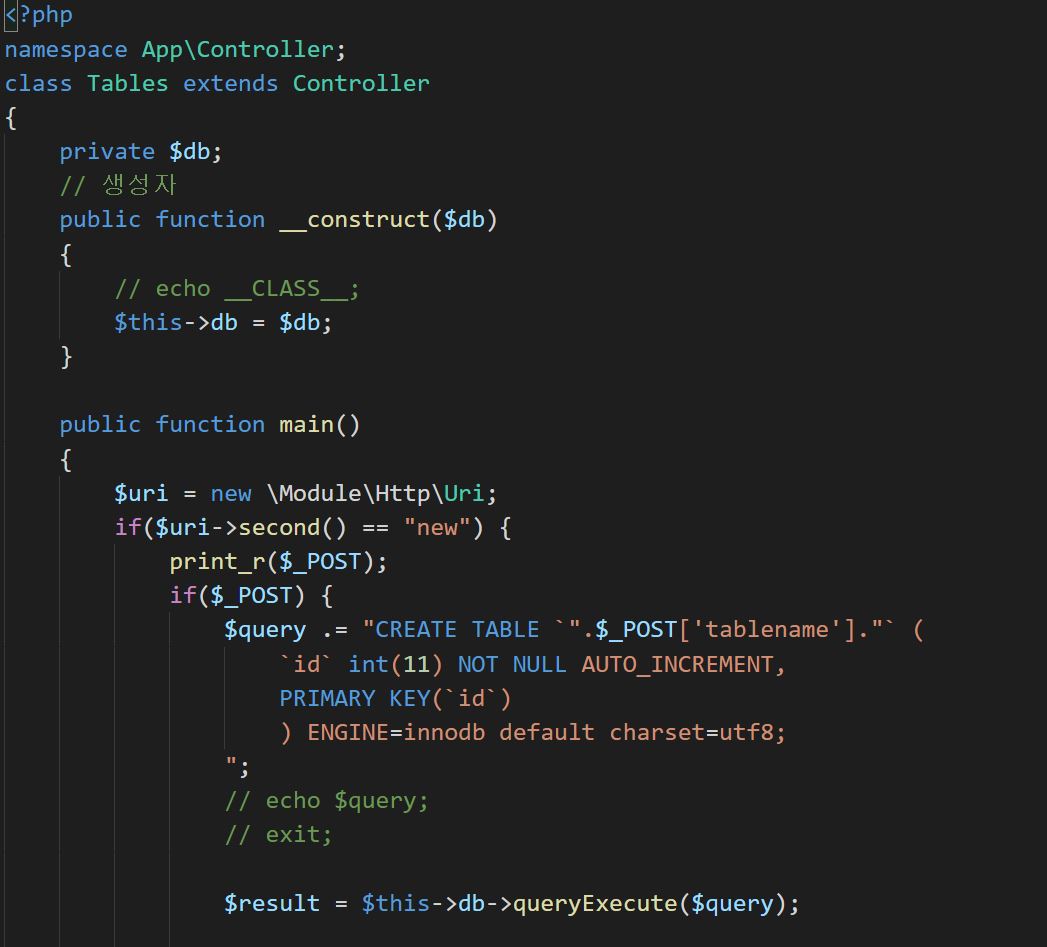 <?php
namespace App\Controller;
class Tables extends Controller
{
    private $db;
    // 생성자
    public function __construct($db)
    {
        // echo __CLASS__;
        $this->db = $db;
    }

    public function main()
    {
        $uri = new \Module\Http\Uri;
        if($uri->second() == "new") {
            print_r($_POST);
            if($_POST) {
                $query .= "CREATE TABLE `".$_POST['tablename']."` (
                    `id` int(11) NOT NULL AUTO_INCREMENT,
                    PRIMARY KEY(`id`)
                    ) ENGINE=innodb default charset=utf8;
                ";
                // echo $query;
                // exit;

                $result = $this->db->queryExecute($query);